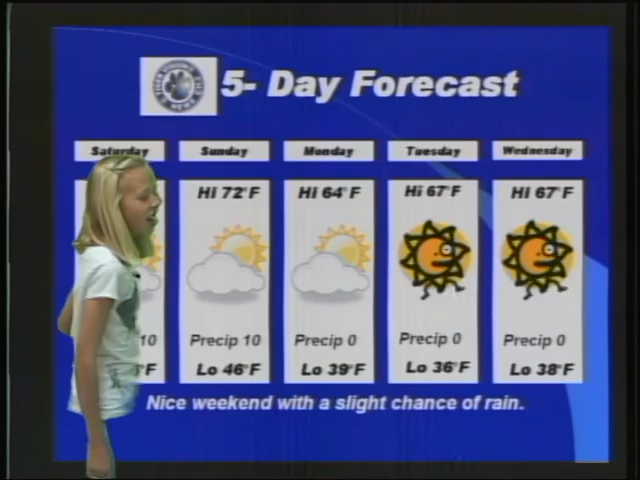 5- Day Forecast
Saturday Sunday Monday Tuesday Wednesday
HI 72°F HI 64°F Hi 67°F HI 67°F
10 Precip 10 Precip 0 Precip 0 Precip 0
°F Lo 46°F Lo 39°F Lo 36°F Lo 38°F
Nice weekend with a slight chance of rain.